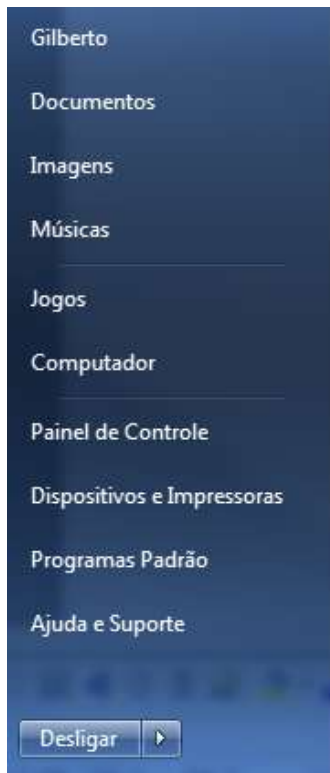 Gilberto
Documentos
Imagens
Músicas
Jogos
Computador
Painel de Controle
Dispositivos e Impressoras
Programas Padrão
Ajuda e Suporte
Desligar